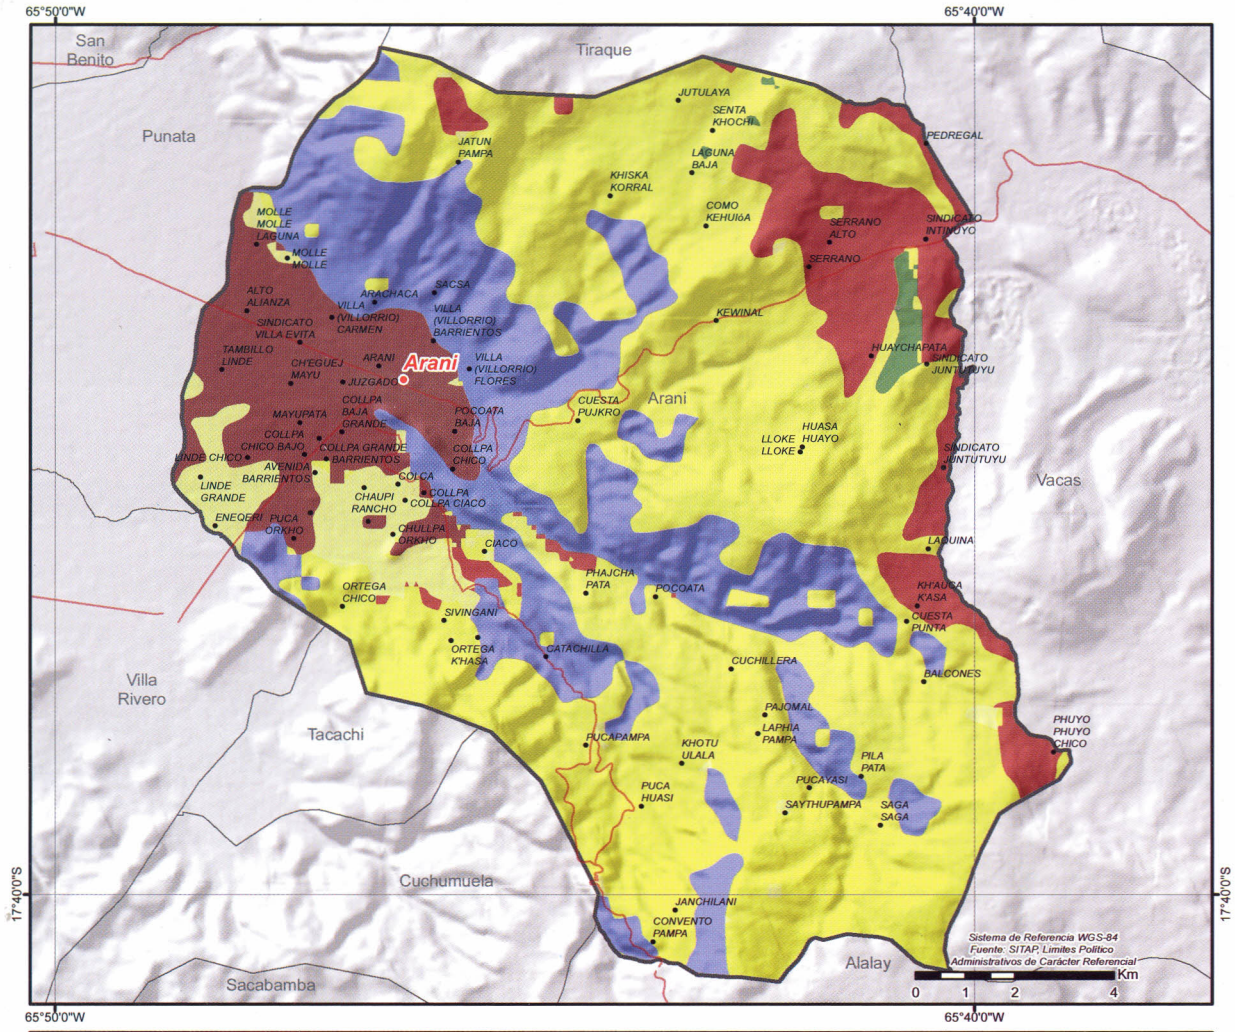 65°50'0"W
65°40'0"W
San
Benito
Tiraque
Punata
JUTULAYA
SENTA
KHOCHI
PEDREGAL
JATUN
PAMPA
LAGUNA
BAJA
KHISKA
KORRAL
COMO
KEHUIóA
SERRANO
ALTO
SINDICATO
INTINUYO
MOLLE
MOLLE
LAGUNA
MOLLE
MOLLE
SERRANO
ALTO
ALIANZA
ARACHACA
SACSA
VILLA
(VILLORRIO)
CARMEN
VILLA
(VILLORRIO)
BARRIENTOS
KEWINAL
SINDICATO
VILLA EVITA
TAMBILLO
LINDE
CH'EGUEJ
MAYU
ARANI
Arani
JUZGADO
VILLA
(VILLORRIO)
FLORES
HUAYCHAPATA
SINDICATO
JUNTUTUYU
Arani
CUESTA
PUJKRO
COLLPA
BAJA
GRANDE
POCOATA
BAJA
MAYUPATA
COLLPA
CHICO BAJO
HUASA
HUAYO
LLOKE
LLOKE
LINDE CHICO
COLLPA GRANDE
BARRIENTOS
COLLPA
CHICO
SINDICATO
JUNTUTUYU
AVENIDA
BARRIENTOS
COLCA
LINDE
GRANDE
CHAUPI
RANCHO
COLLPA
COLLPA CIACO
Vacas
ENEQERI
PUCA
ORKHO
CHULLPA
ORKHO
CIACO
LAQUINA
PHAJCHA
PATA
POCOATA
ORTEGA
CHICO
KH'AUCA
K'ASA
SIVINGANI
CUESTA
PUNTA
ORTEGA
K'HASA
CATACHILLA
CUCHILLERA
BALCONES
Villa
Rivero
PAJOMAL
LAPHIA
PAMPA
PHUYO
PHUYO
CHICO
Tacachi
PUCAPAMPA
KHOTU
ULALA
PILA
PATA
PUCA
HUASI
PUCAYASI
SAYTHUPAMPA
SAGA
SAGA
Cuchumuela
17°40'0"S
17°40'0"S
JANCHILANI
CONVENTO
PAMPA
Sistema de Referencia WGS-84
Fuente: SITAP, Limites Politico
Administrativos de Carácter Referencial
Alalay
Sacabamba
Km
0 1 2 4
65°50'0"W
65°40'0"W